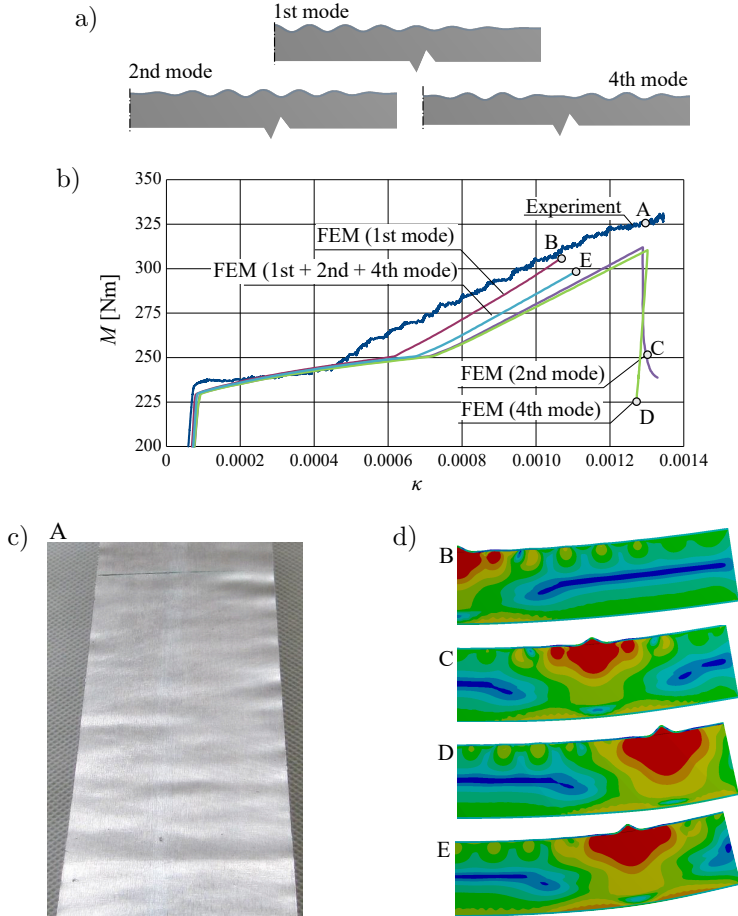 a)
1st mode
2nd mode
4th mode
b)
350
325
300
275
250
225
200
M [Nm]
Experiment
A
FEM (1st mode)
B
E
FEM (1st + 2nd + 4th mode)
C
FEM (2nd mode)
FEM (4th mode)
D
0
0.0002
0.0004
0.0006
0.0008
0.0010
0.0012
0.0014
κ
c)
A
d)
B
C
D
E